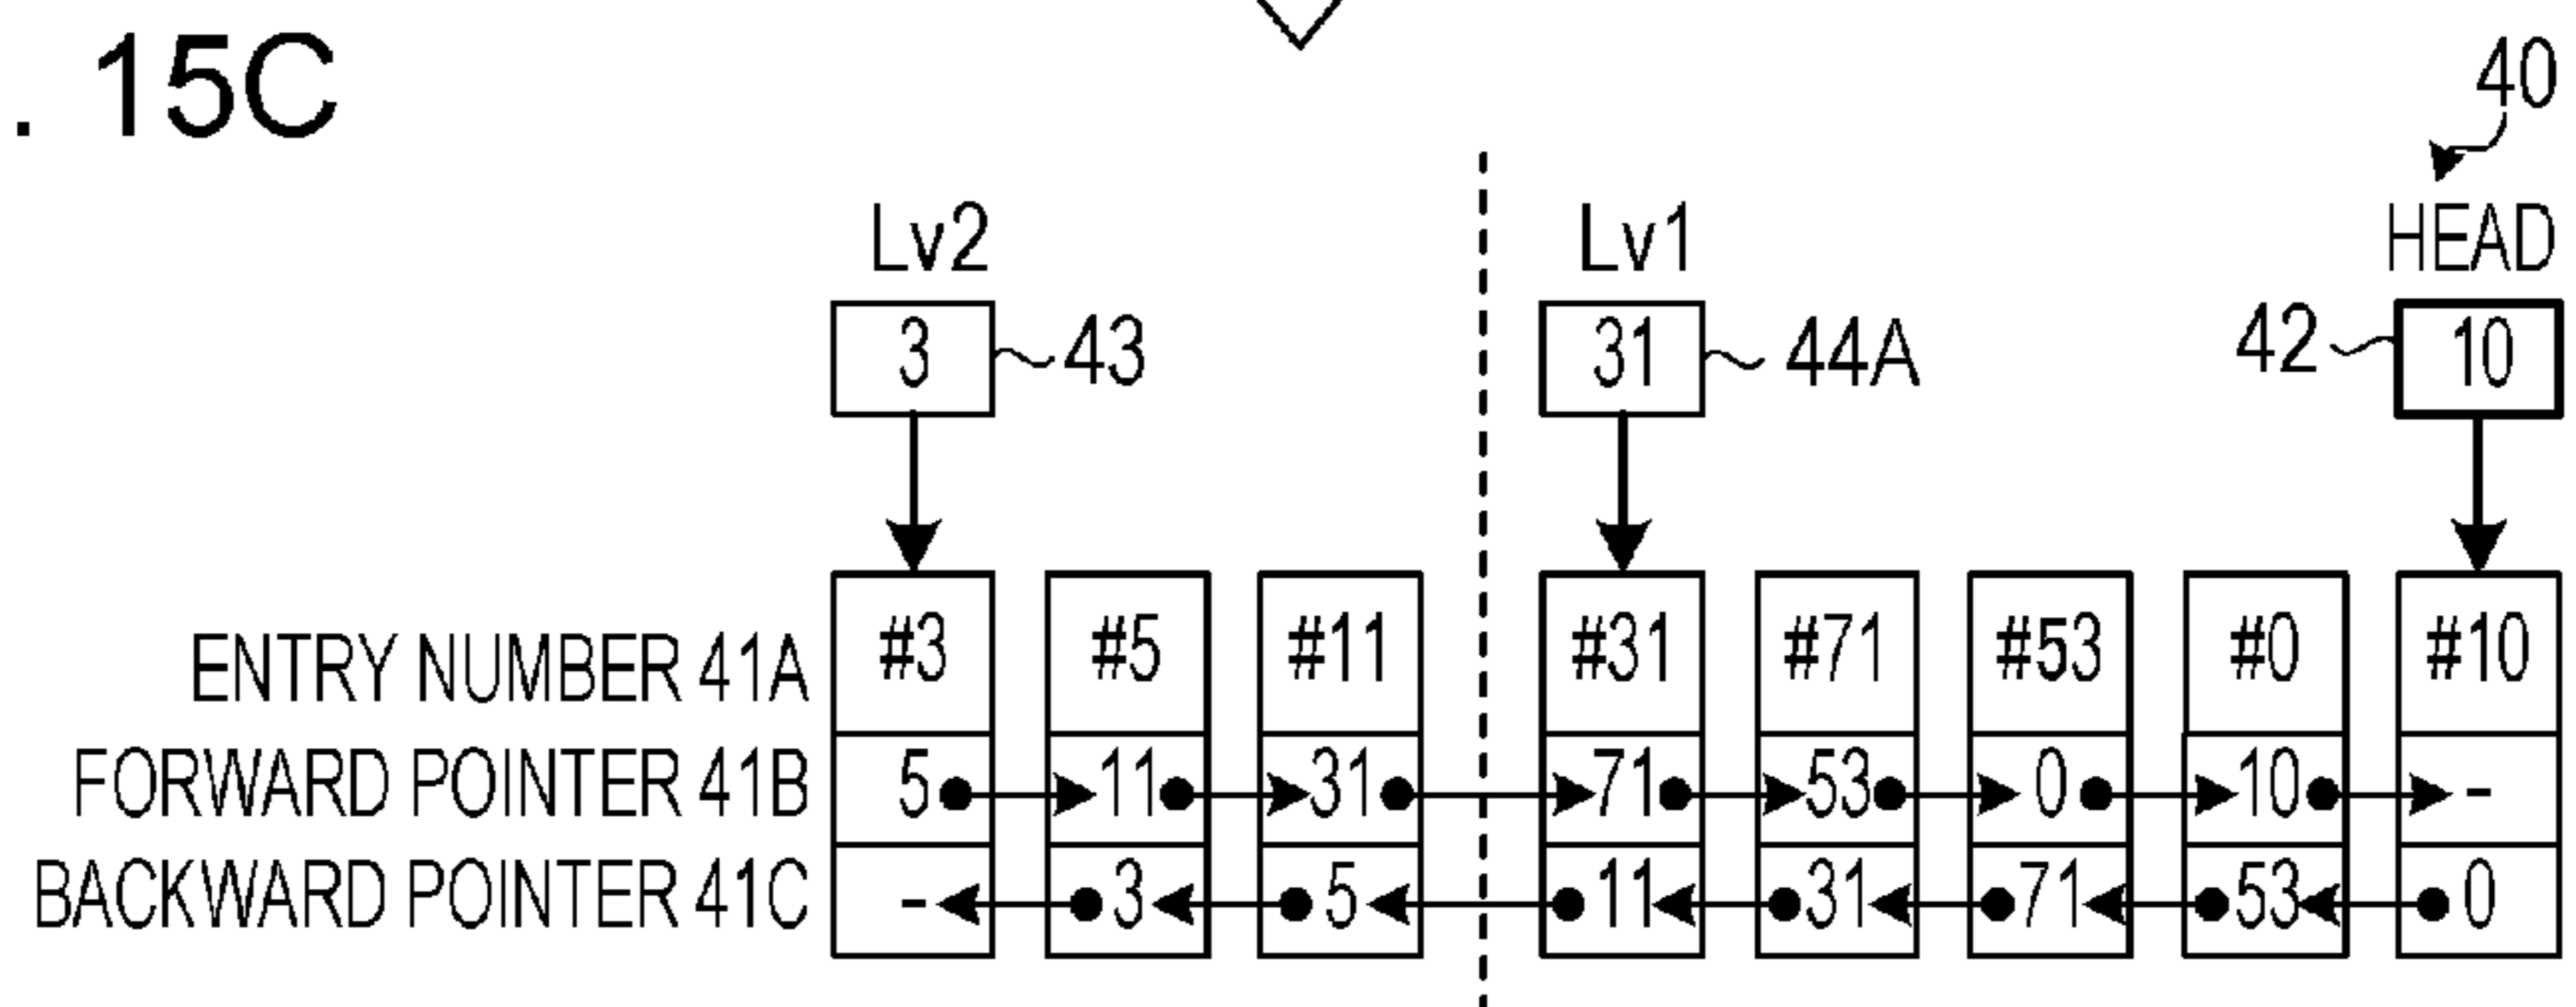 . 15C
40
Lv2 Lv1 HEAD
3 43 31 44A 42 10
ENTRY NUMBER 41A #3 #5 #11 #31 #71 #53 #0 #10
FORWARD POINTER 41B 5 11 31 71 53 0 10 -
BACKWARD POINTER 41C - 3 5 11 31 71 53 0